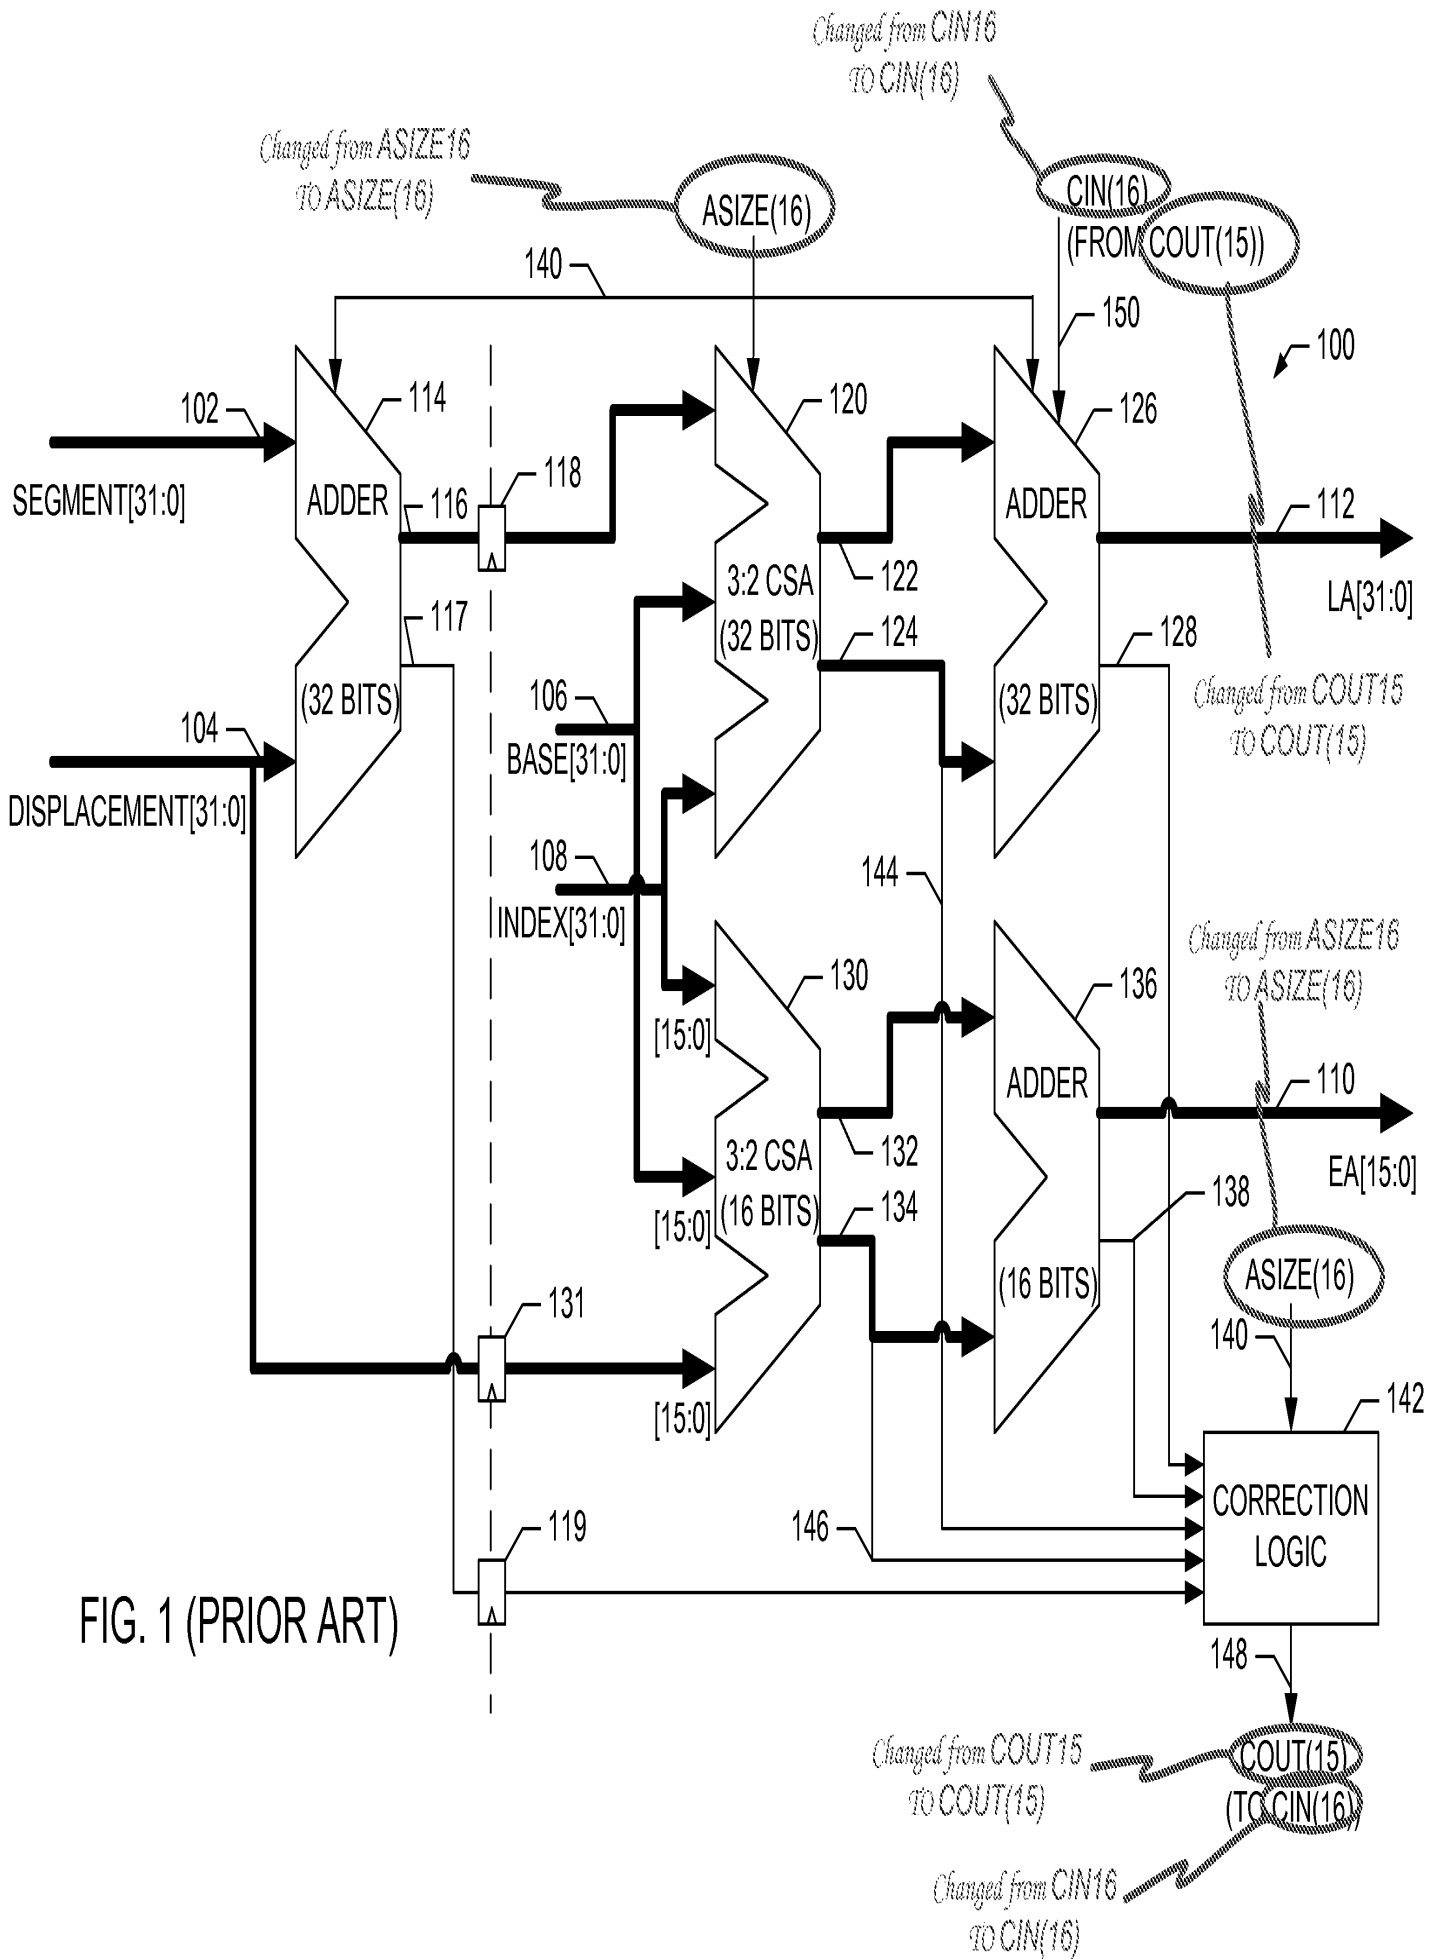 Changed from CIN16
TO CIN(16)
Changed from ASIZE16
TO ASIZE(16)
ASIZE(16)
CIN(16)
(FROM COUT(15))
140
150
100
102
114
120
126
SEGMENT[31:0]
ADDER
116
118
ADDER
112
3:2 CSA
122
LA[31:0]
117
(32 BITS)
124
128
(32 BITS)
106
(32 BITS)
Changed from COUT15
TO COUT(15)
104
BASE[31:0]
DISPLACEMENT[31:0]
108
144
INDEX[31:0]
Changed from ASIZE16
TO ASIZE(16)
130
136
[15:0]
ADDER
110
3:2 CSA
132
EA[15:0]
[15:0]
(16 BITS)
134
138
(16 BITS)
ASIZE(16)
131
140
[15:0]
142
CORRECTION
LOGIC
119
146
FIG. 1 (PRIOR ART)
148
Changed from COUT15
TO COUT(15)
COUT(15)
(TO CIN(16))
Changed from CIN16
TO CIN(16)